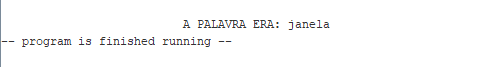 A PALAVRA ERA: janela
-- program is finished running --